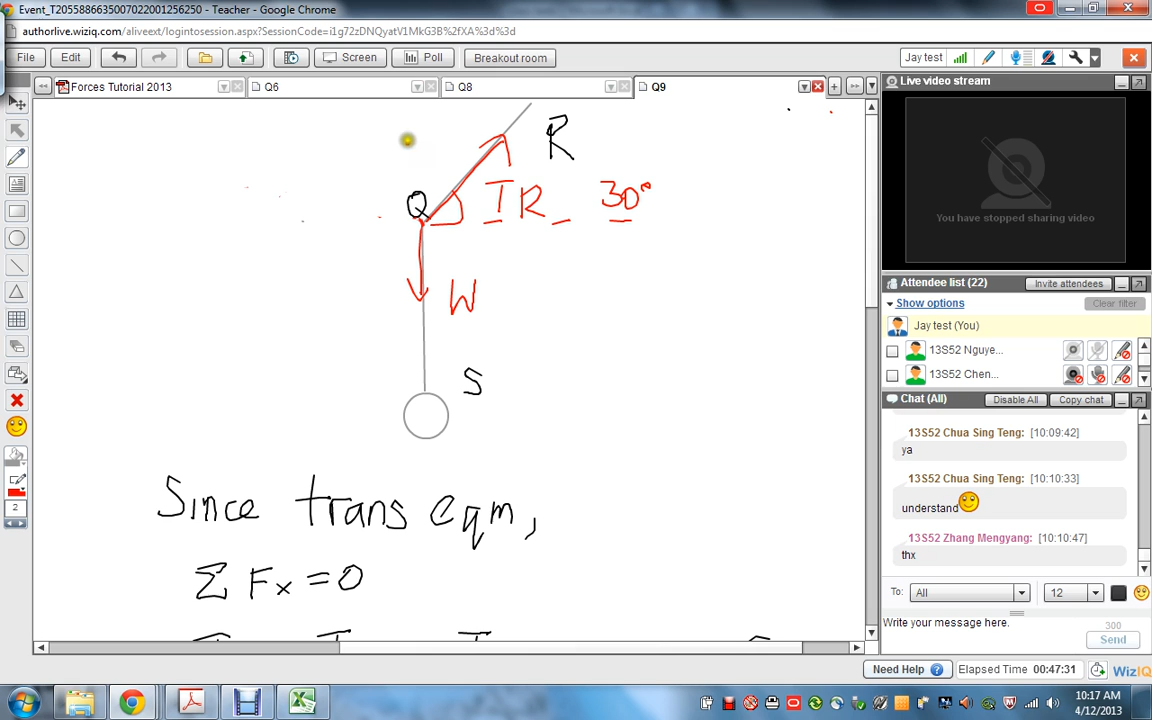 Event_T2055886635007022001256250 - Teacher - Google Chrome
authorlive.wiziq.com/aliveext/logintosession.aspx?SessionCode=i1g72zDNQyatV1MkG3B%2fXA%3d%3d
File Edit Screen Poll Breakout room Jay test
Forces Tutorial 2013 Q6 Q8 Q9
Live video stream
R
Q T R 30°
W
S
Since trans eqm,
Σ Fx = 0
You have stopped sharing video
Attendee list (22) Invite attendees
Show options Clear filter
Jay test (You)
13S52 Nguye...
13S52 Chen...
Chat (All) Disable All Copy chat
13S52 Chua Sing Teng: [10:09:42]
ya
13S52 Chua Sing Teng: [10:10:33]
understand
13S52 Zhang Mengyang: [10:10:47]
thx
To: All 12
Write your message here.
300
Send
2
Need Help ? Elapsed Time 00:47:31 WizIQ
10:17 AM
4/12/2013